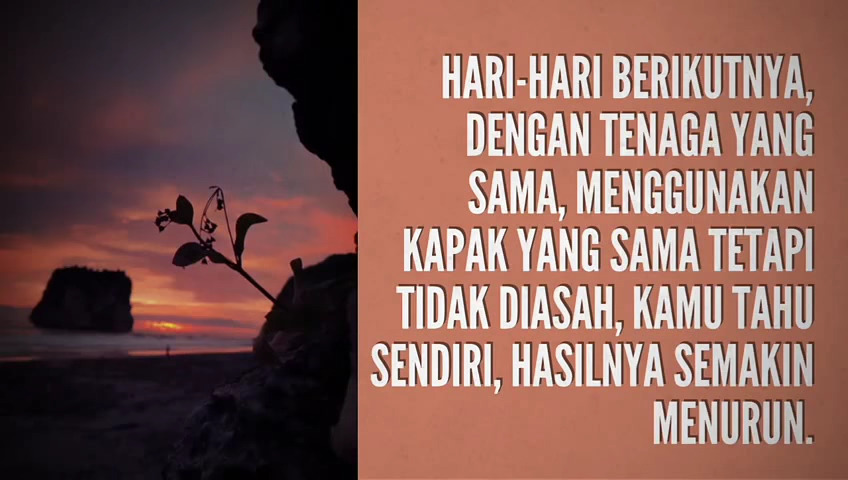 HARI-HARI BERIKUTNYA,
DENGAN TENAGA YANG
SAMA, MENGGUNAKAN
KAPAK YANG SAMA TETAPI
TIDAK DIASAH, KAMU TAHU
SENDIRI, HASILNYA SEMAKIN
MENURUN.